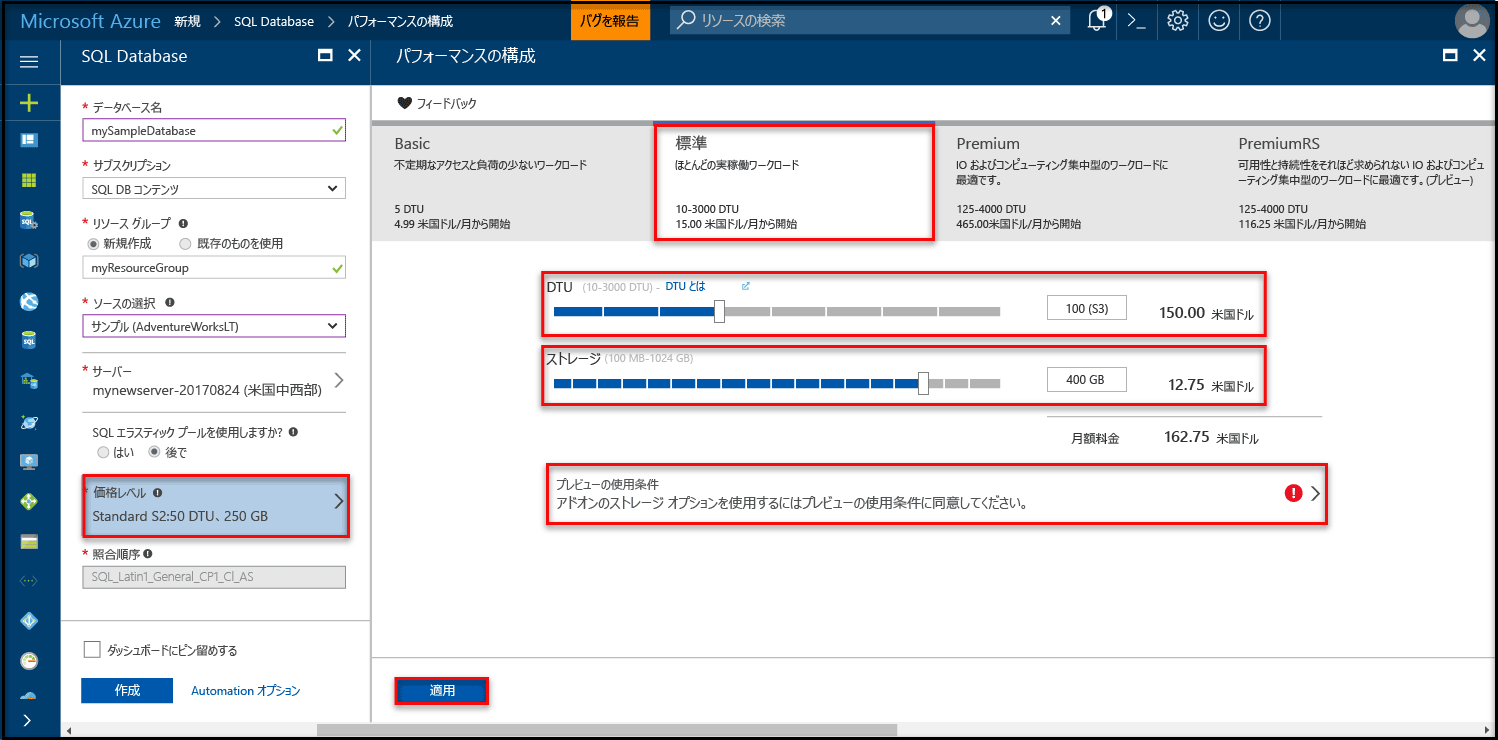 Microsoft Azure 新規 > SQL Database > パフォーマンスの構成
バグを報告
リソースの検索
1
SQL Database
パフォーマンスの構成
* データベース名
mySampleDatabase
* サブスクリプション
SQL DB コンテンツ
* リソース グループ
新規作成 既存のものを使用
myResourceGroup
* ソースの選択
サンプル (AdventureWorksLT)
* サーバー
mynewserver-20170824 (米国中西部)
SQL エラスティック プールを使用しますか?
はい 後で
* 価格レベル
Standard S2:50 DTU、250 GB
* 照合順序
SQL_Latin1_General_CP1_CI_AS
ダッシュボードにピン留めする
作成 Automation オプション
フィードバック
Basic
不定期なアクセスと負荷の少ないワークロード
5 DTU
4.99 米国ドル/月から開始
標準
ほとんどの実稼働ワークロード
10-3000 DTU
15.00 米国ドル/月から開始
Premium
IO およびコンピューティング集中型のワークロードに
最適です。
125-4000 DTU
465.00米国ドル/月から開始
PremiumRS
可用性と持続性をそれほど求められない IO およびコンピュ
ーティング集中型のワークロードに最適です。(プレビュー)
125-4000 DTU
116.25 米国ドル/月から開始
DTU (10-3000 DTU) - DTU とは
100 (S3) 150.00 米国ドル
ストレージ (100 MB-1024 GB)
400 GB 12.75 米国ドル
月額料金 162.75 米国ドル
プレビューの使用条件
アドオンのストレージ オプションを使用するにはプレビューの使用条件に同意してください。
適用